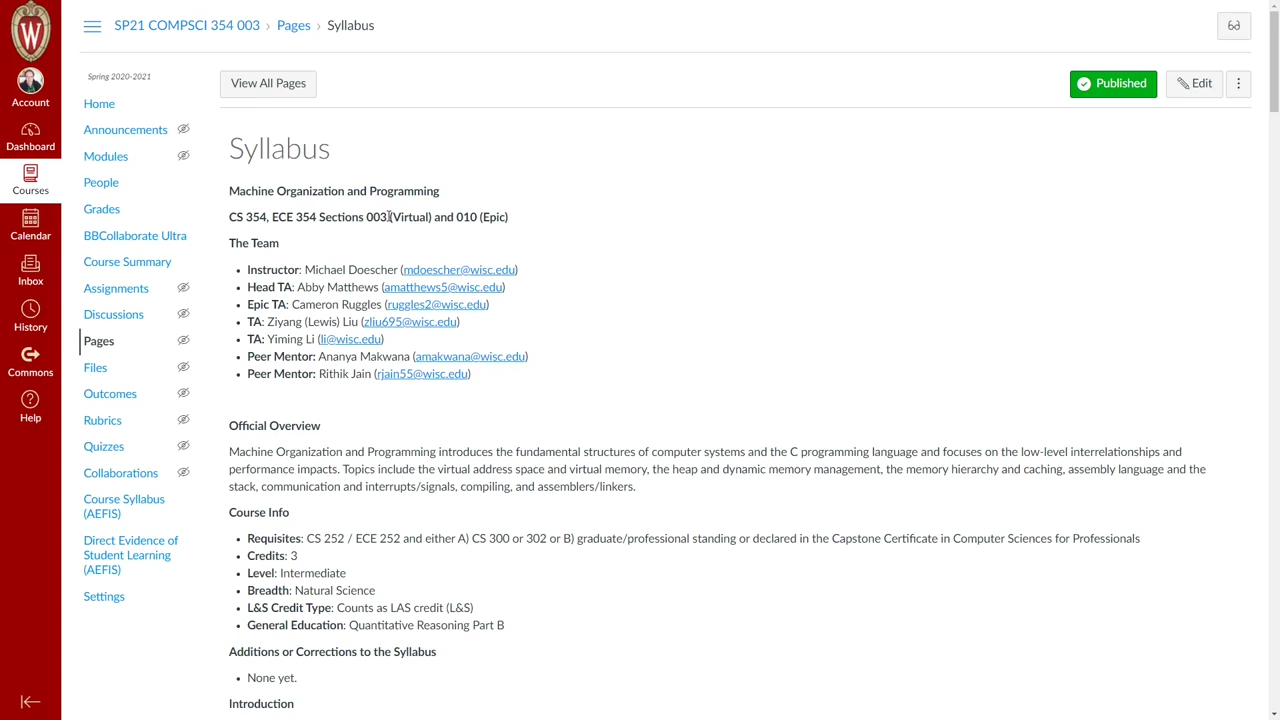 SP21 COMPSCI 354 003 › Pages › Syllabus
W
Account
Dashboard
Courses
Calendar
Inbox
History
Commons
Help
Spring 2020-2021
Home
Announcements
Modules
People
Grades
BBCollaborate Ultra
Course Summary
Assignments
Discussions
Pages
Files
Outcomes
Rubrics
Quizzes
Collaborations
Course Syllabus
(AEFIS)
Direct Evidence of
Student Learning
(AEFIS)
Settings
View All Pages
Published
Edit
Syllabus
Machine Organization and Programming
CS 354, ECE 354 Sections 003 (Virtual) and 010 (Epic)
The Team
• Instructor: Michael Doescher (mdoescher@wisc.edu)
• Head TA: Abby Matthews (amatthews5@wisc.edu)
• Epic TA: Cameron Ruggles (ruggles2@wisc.edu)
• TA: Ziyang (Lewis) Liu (zliu695@wisc.edu)
• TA: Yiming Li (li@wisc.edu)
• Peer Mentor: Ananya Makwana (amakwana@wisc.edu)
• Peer Mentor: Rithik Jain (rjain55@wisc.edu)
Official Overview
Machine Organization and Programming introduces the fundamental structures of computer systems and the C programming language and focuses on the low-level interrelationships and
performance impacts. Topics include the virtual address space and virtual memory, the heap and dynamic memory management, the memory hierarchy and caching, assembly language and the
stack, communication and interrupts/signals, compiling, and assemblers/linkers.
Course Info
• Requisites: CS 252 / ECE 252 and either A) CS 300 or 302 or B) graduate/professional standing or declared in the Capstone Certificate in Computer Sciences for Professionals
• Credits: 3
• Level: Intermediate
• Breadth: Natural Science
• L&S Credit Type: Counts as LAS credit (L&S)
• General Education: Quantitative Reasoning Part B
Additions or Corrections to the Syllabus
• None yet.
Introduction